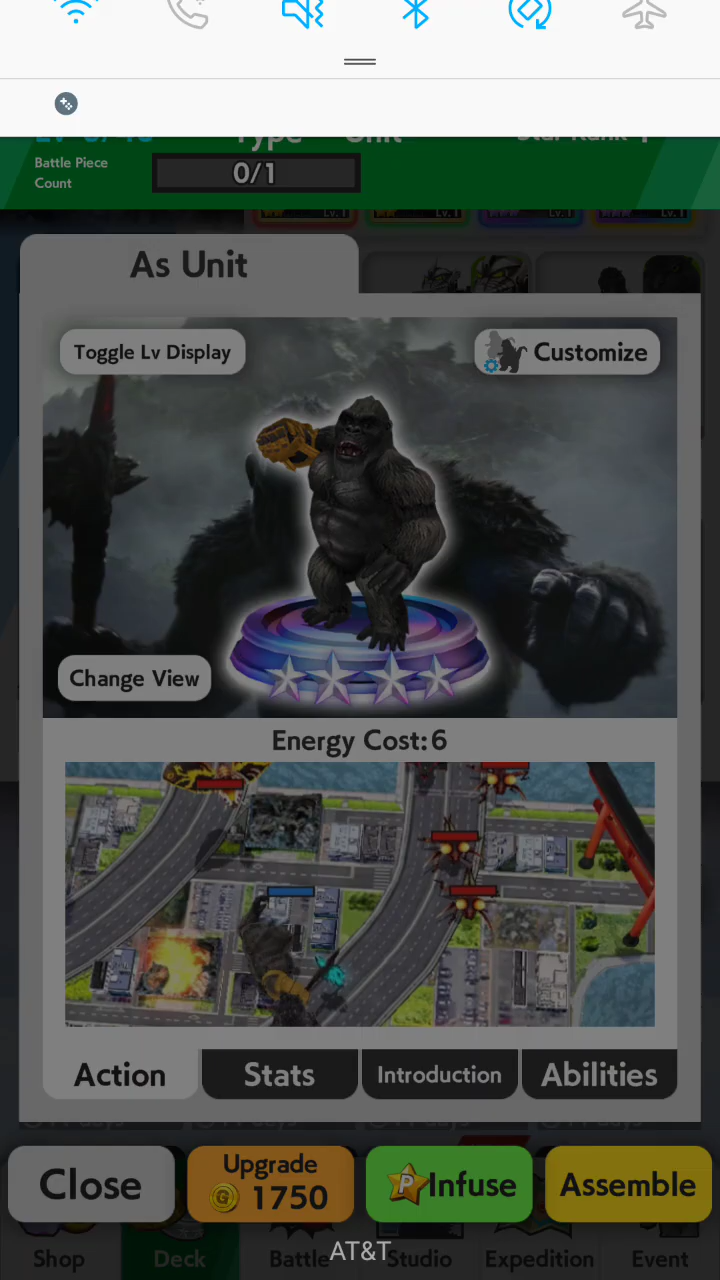 Battle Piece
Count
0/1
As Unit
Toggle Lv Display
Customize
Change View
Energy Cost:6
Action
Stats
Introduction
Abilities
Close
Upgrade
G 1750
P Infuse
Assemble
Shop
Deck
Battle
Studio
Expedition
Event
AT&T